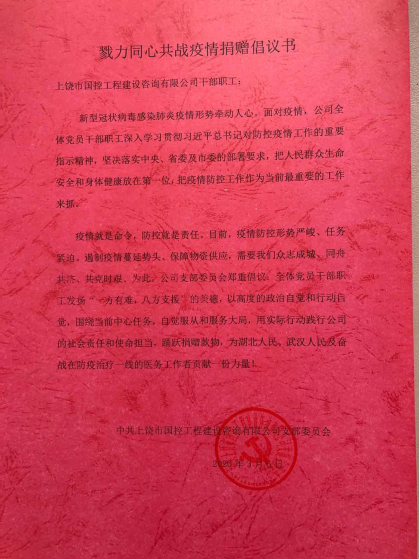 戮力同心共战疫情捐赠倡议书
上饶市国控工程建设咨询有限公司干部职工：
新型冠状病毒感染肺炎疫情形势牵动人心。面对疫情，公司全
体党员干部职工深入学习贯彻习近平总书记对防控疫情工作的重要
指示精神，坚决落实中央、省委及市委的部署要求，把人民群众生命
安全和身体健康放在第一位，把疫情防控工作作为当前最重要的工作
来抓。
疫情就是命令，防控就是责任。目前，疫情防控形势严峻、任务
紧迫，遏制疫情蔓延势头、保障物资供应，需要我们众志成城、同舟
共济、共克时艰。为此，公司支部委员会郑重倡议，全体党员干部职
工发扬“一方有难，八方支援”的美德，以高度的政治自觉和行动自
觉，围绕当前中心任务，自觉服从和服务大局，用实际行动践行公司
的社会责任和使命担当，踊跃捐赠款物，为湖北人民、武汉人民及奋
战在防疫治疗一线的医务工作者贡献一份力量！
中共上饶市国控工程建设咨询有限公司支部委员会
2020年 月 日